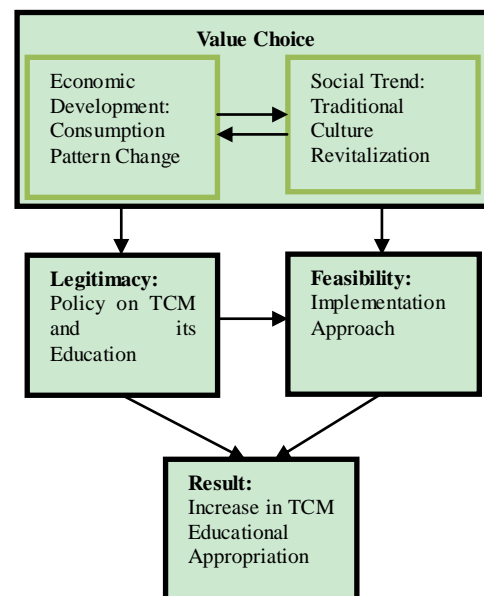 Value Choice
Economic
Development:
Consumption
Pattern Change
Social Trend:
Traditional
Culture
Revitalization
Legitimacy:
Policy on TCM
and its
Education
Feasibility:
Implementation
Approach
Result:
Increase in TCM
Educational
Appropriation